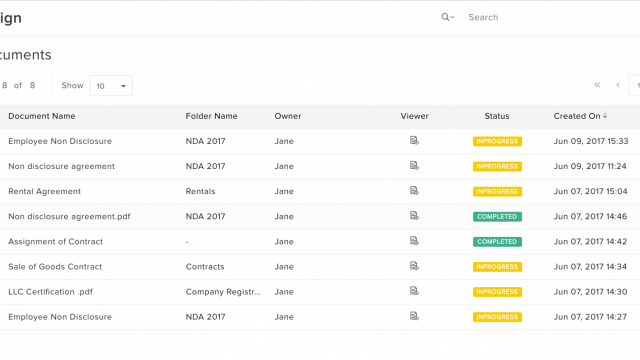 ign
Search
cuments
8 of 8 Show 10
Document Name Folder Name Owner Viewer Status Created On
Employee Non Disclosure NDA 2017 Jane INPROGRESS Jun 09, 2017 15:33
Non disclosure agreement NDA 2017 Jane INPROGRESS Jun 09, 2017 11:24
Rental Agreement Rentals Jane INPROGRESS Jun 07, 2017 15:04
Non disclosure agreement.pdf NDA 2017 Jane COMPLETED Jun 07, 2017 14:46
Assignment of Contract - Jane COMPLETED Jun 07, 2017 14:42
Sale of Goods Contract Contracts Jane INPROGRESS Jun 07, 2017 14:34
LLC Certification .pdf Company Registr... Jane INPROGRESS Jun 07, 2017 14:30
Employee Non Disclosure NDA 2017 Jane INPROGRESS Jun 07, 2017 14:27